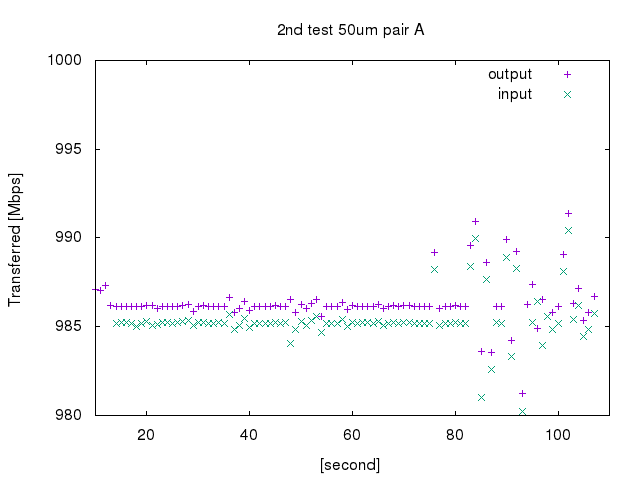 2nd test 50um pair A
1000
995
990
985
980
Transferred [Mbps]
output
input
20
40
60
80
100
[second]